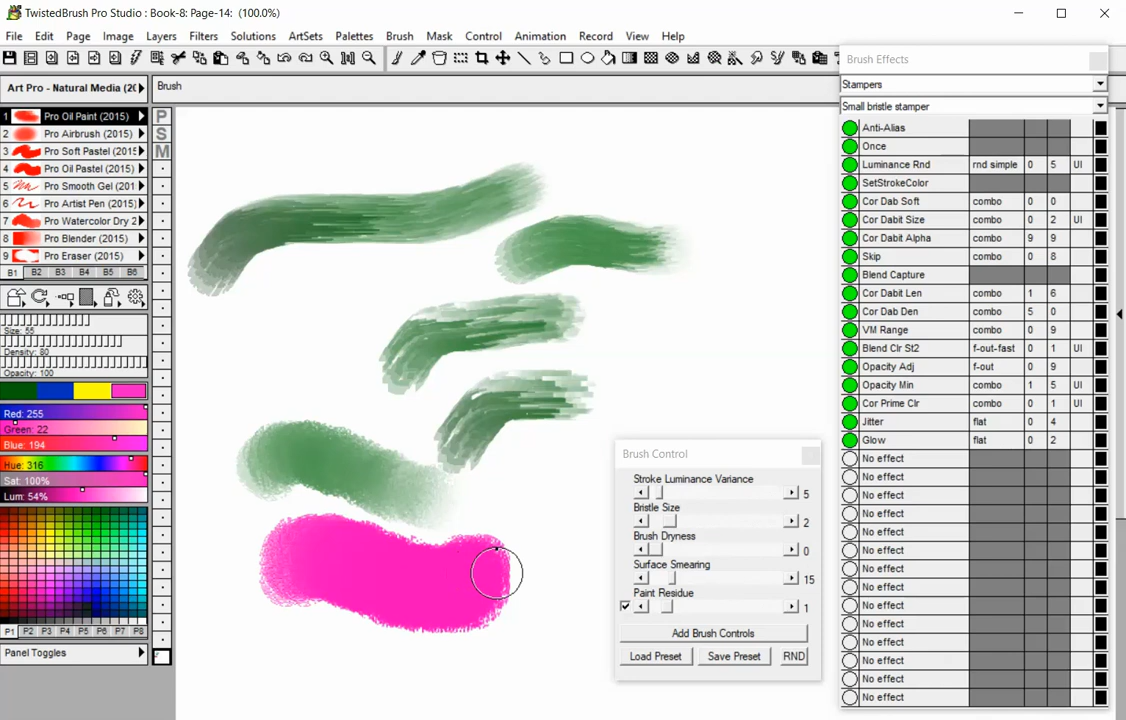 TwistedBrush Pro Studio : Book-8: Page-14: (100.0%)
File Edit Page Image Layers Filters Solutions ArtSets Palettes Brush Mask Control Animation Record View Help
Art Pro - Natural Media (20
Brush
1 Pro Oil Paint (2015)
2 Pro Airbrush (2015)
3 Pro Soft Pastel (2015
4 Pro Oil Pastel (2015)
5 Pro Smooth Gel (201
6 Pro Artist Pen (2015)
7 Pro Watercolor Dry 2
8 Pro Blender (2015)
9 Pro Eraser (2015)
B1 B2 B3 B4 B5 B6
P
S
M
Size: 55
Density: 80
Opacity: 100
Red: 255
Green: 22
Blue: 194
Hue: 316
Sat: 100%
Lum: 54%
P1 P2 P3 P4 P5 P6 P7 P8
Panel Toggles
Brush Control
Stroke Luminance Variance
5
Bristle Size
2
Brush Dryness
0
Surface Smearing
15
Paint Residue
1
Add Brush Controls
Load Preset Save Preset RND
Brush Effects
Stampers
Small bristle stamper
Anti-Alias
Once
Luminance Rnd rnd simple 0 5 UI
SetStrokeColor
Cor Dab Soft combo 0 0
Cor Dabit Size combo 0 2 UI
Cor Dabit Alpha combo 9 9
Skip combo 0 8
Blend Capture
Cor Dabit Len combo 1 6
Cor Dab Den combo 5 0
VM Range combo 0 9
Blend Clr St2 f-out-fast 0 1 UI
Opacity Adj f-out 0 9
Opacity Min combo 1 5 UI
Cor Prime Clr combo 0 1 UI
Jitter flat 0 4
Glow flat 0 2
No effect
No effect
No effect
No effect
No effect
No effect
No effect
No effect
No effect
No effect
No effect
No effect
No effect
No effect